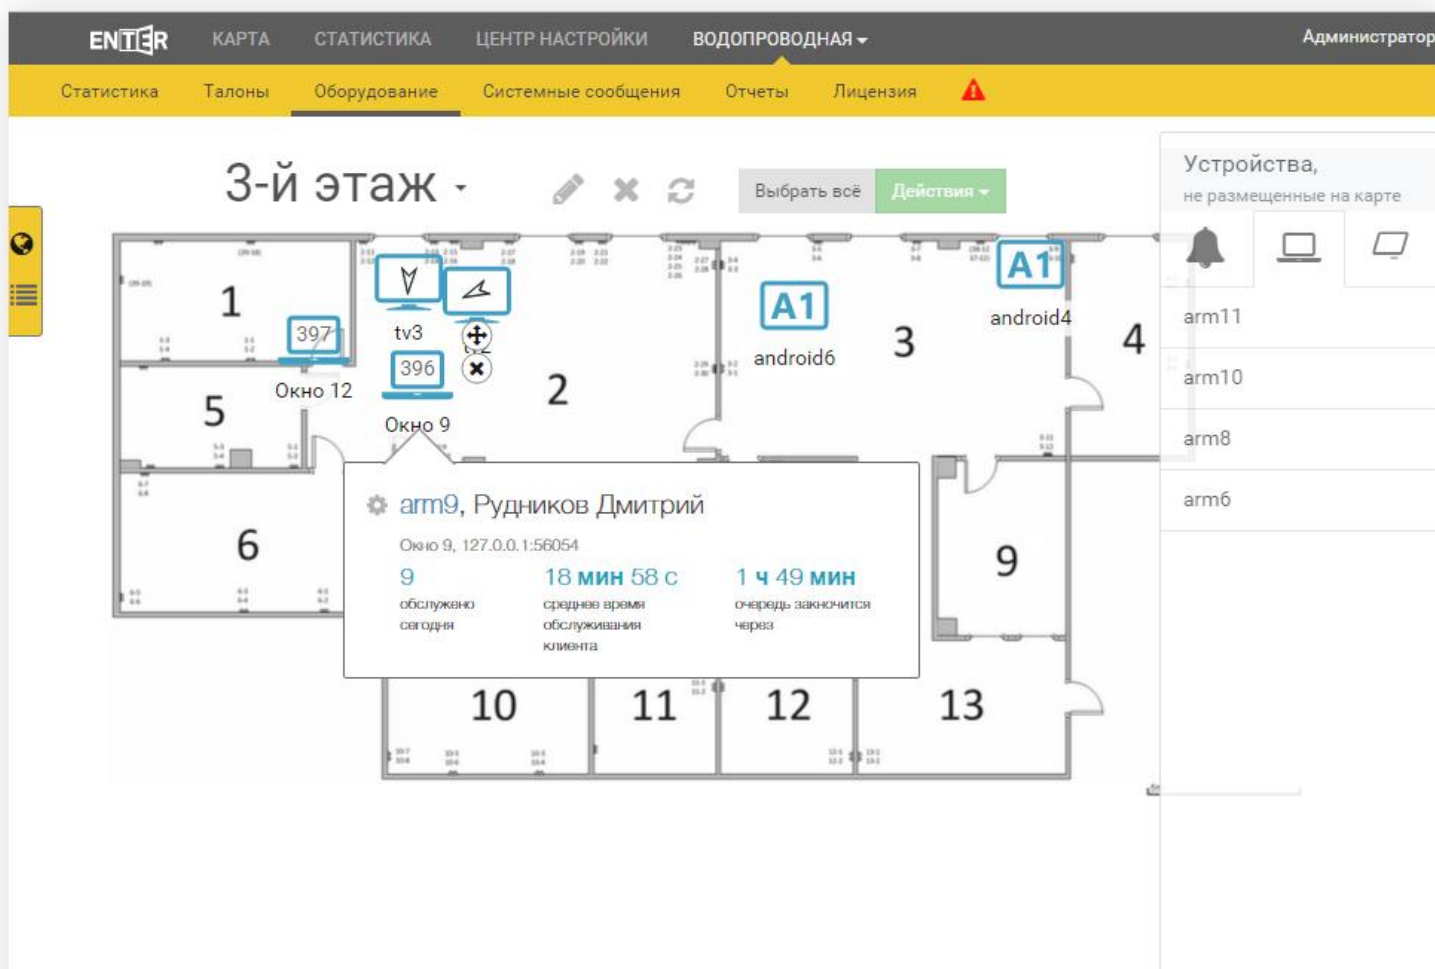 ENTER КАРТА СТАТИСТИКА ЦЕНТР НАСТРОЙКИ ВОДОПРОВОДНАЯ Администратор
Статистика Талоны Оборудование Системные сообщения Отчеты Лицензия
3-й этаж
Выбрать всё Действия
Устройства,
не размещенные на карте
A1
A1
1
397
tv3
android4
396
android6
3
4
arm11
Окно 12
2
arm10
5
Окно 9
arm8
arm9, Рудников Дмитрий
arm6
6
Окно 9, 127.0.0.1:56054
9
9 18 мин 58 с 1 ч 49 мин
обслужено среднее время очередь закночится
сегодня обслуживания через
клиента
10 11 12 13